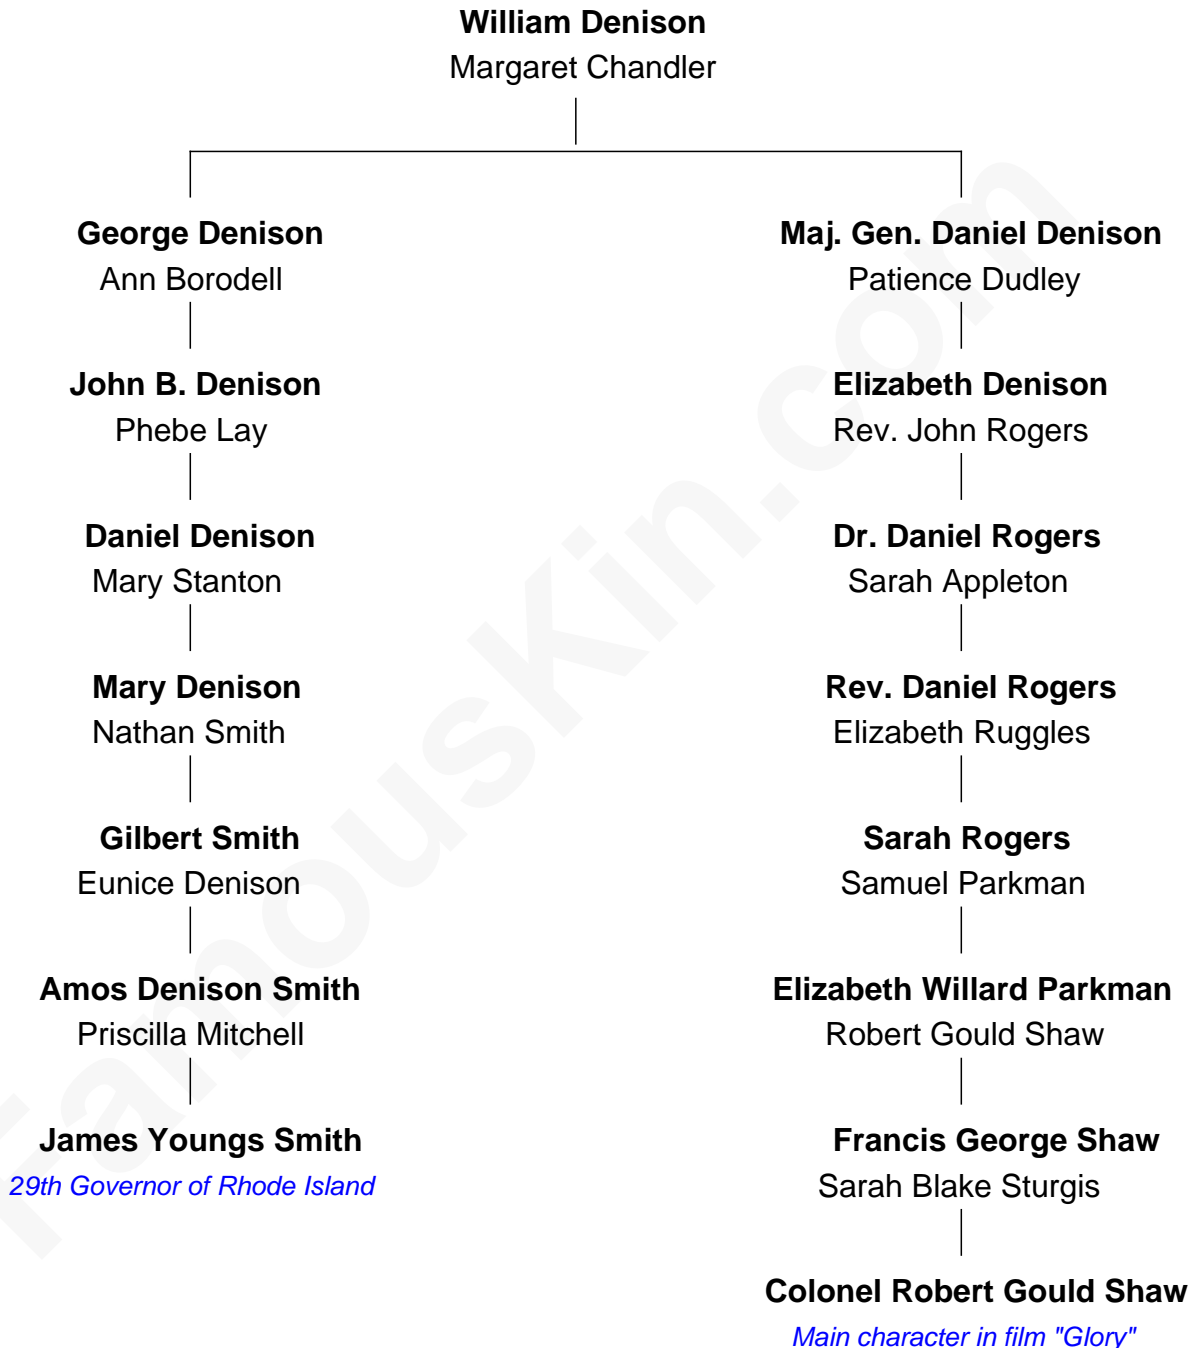 William Denison
Margaret Chandler
George Denison
Ann Borodell
John B. Denison
Phebe Lay
Daniel Denison
Mary Stanton
Mary Denison
Nathan Smith
Gilbert Smith
Eunice Denison
Amos Denison Smith
Priscilla Mitchell
James Youngs Smith
29th Governor of Rhode Island
Maj. Gen. Daniel Denison
Patience Dudley
Elizabeth Denison
Rev. John Rogers
Dr. Daniel Rogers
Sarah Appleton
Rev. Daniel Rogers
Elizabeth Ruggles
Sarah Rogers
Samuel Parkman
Elizabeth Willard Parkman
Robert Gould Shaw
Francis George Shaw
Sarah Blake Sturgis
Colonel Robert Gould Shaw
Main character in film "Glory"
FamousKin.com